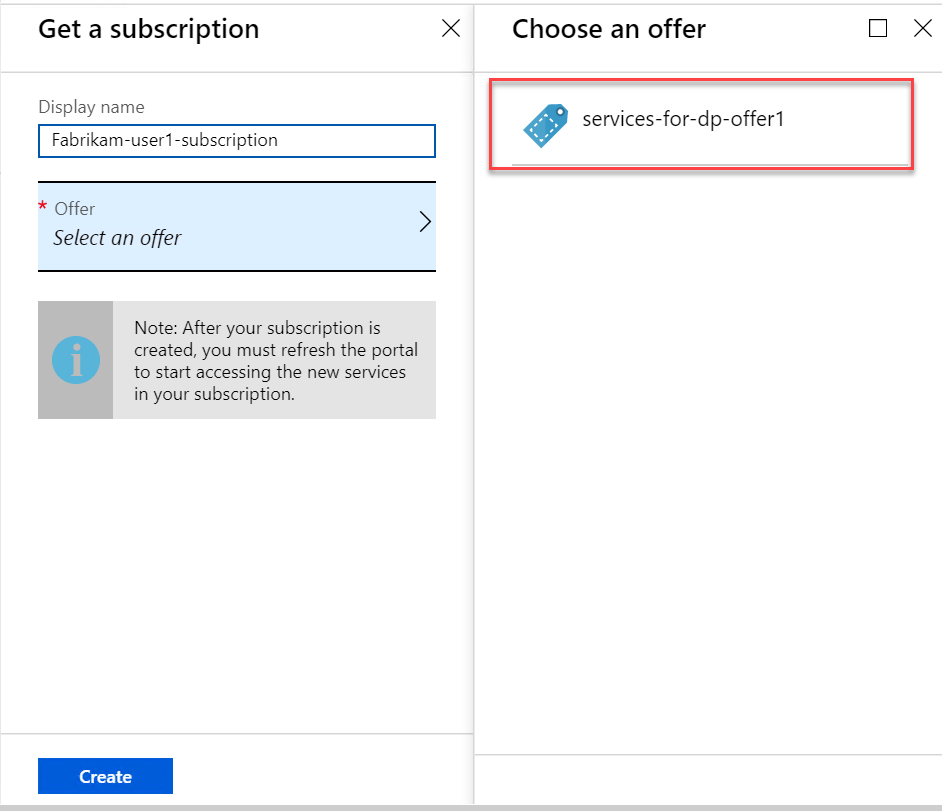 Get a subscription
Display name
Fabrikam-user1-subscription
* Offer
Select an offer
Note: After your subscription is
created, you must refresh the portal
to start accessing the new services
in your subscription.
Create
Choose an offer
services-for-dp-offer1